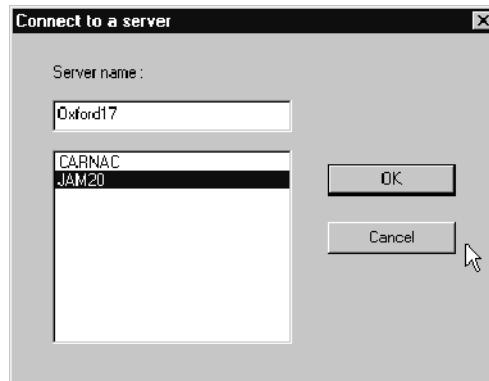 Connect to a server
Server name :
Oxford17
CARNAC
JAM20
OK
Cancel